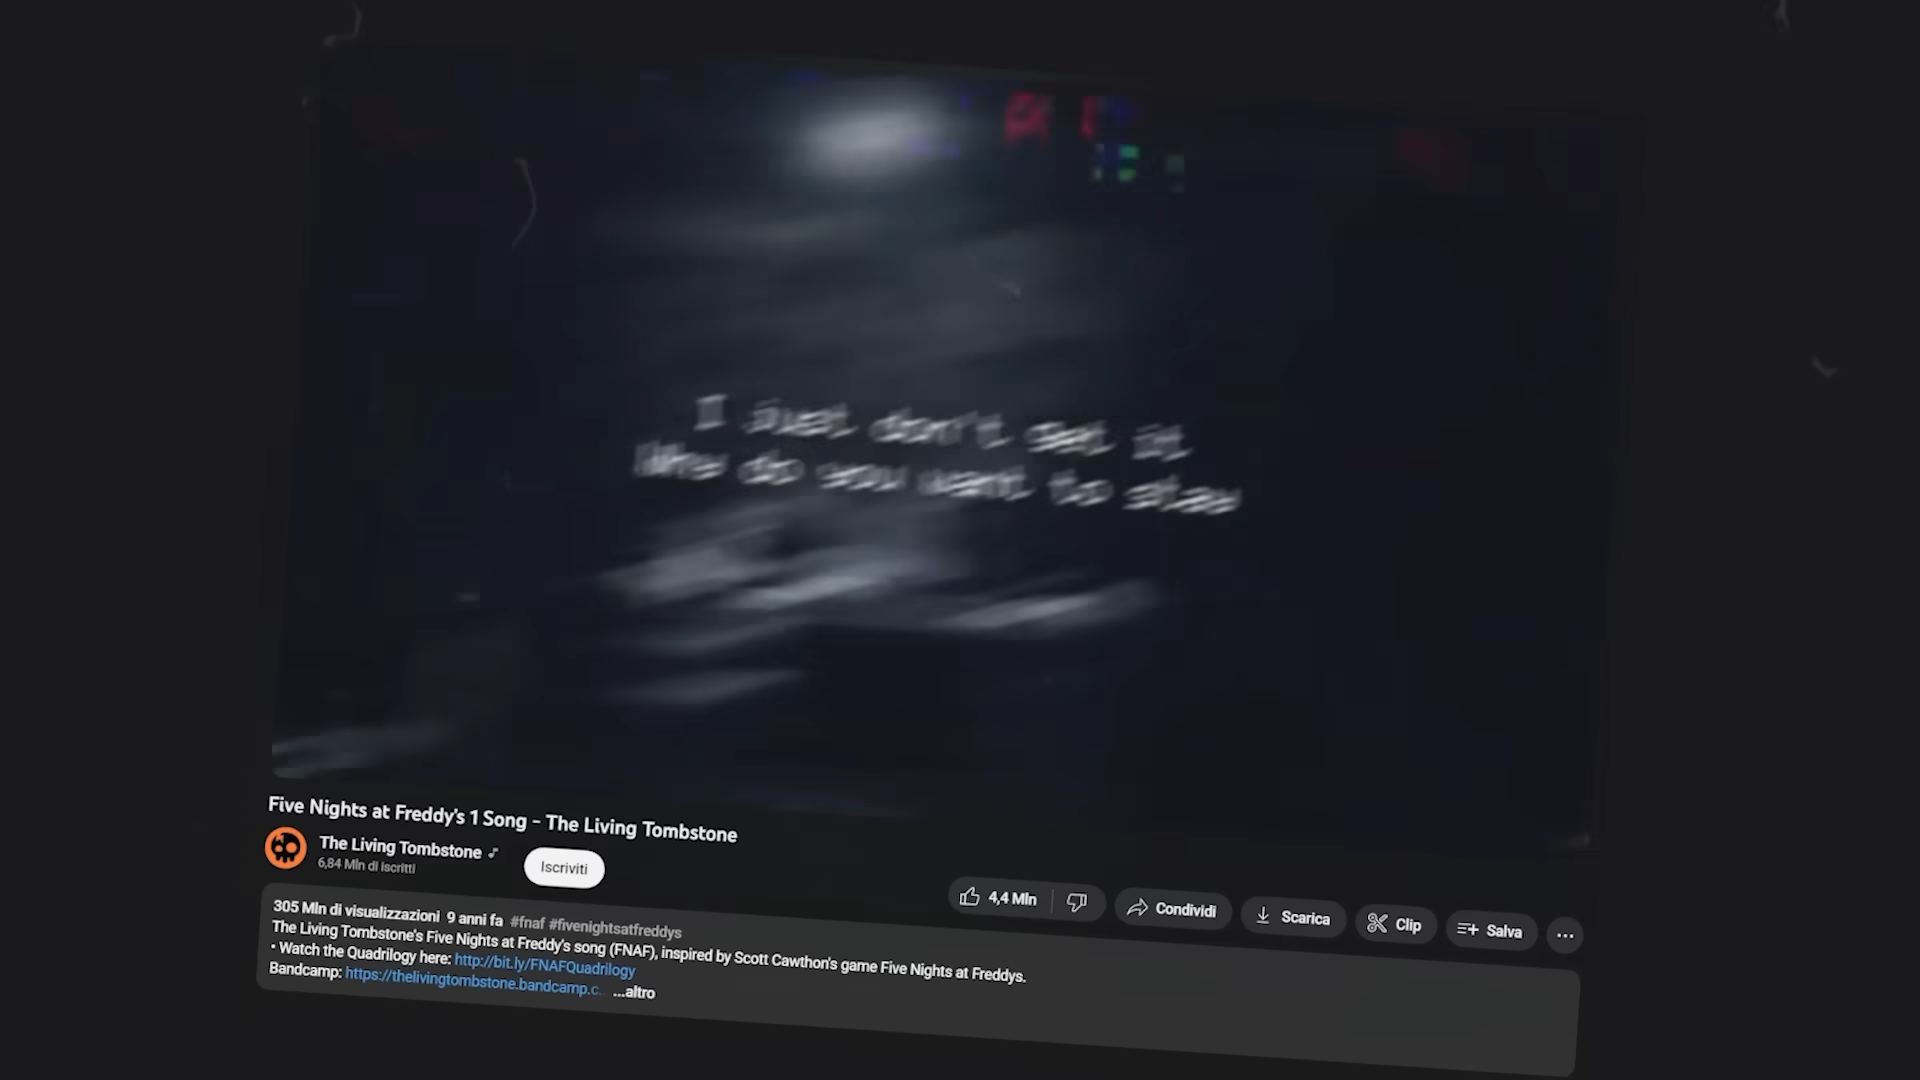 I just don't get it
Why do you want to stay
Five Nights at Freddy's 1 Song - The Living Tombstone
The Living Tombstone
6,84 Mln di iscritti
Iscriviti
4,4 Mln
Condividi
Scarica
Clip
Salva
305 Mln di visualizzazioni 9 anni fa #fnaf #fivenightsatfreddys
The Living Tombstone's Five Nights at Freddy's song (FNAF), inspired by Scott Cawthon's game Five Nights at Freddys.
• Watch the Quadrilogy here: http://bit.ly/FNAFQuadrilogy
Bandcamp: https://thelivingtombstone.bandcamp.c... ...altro